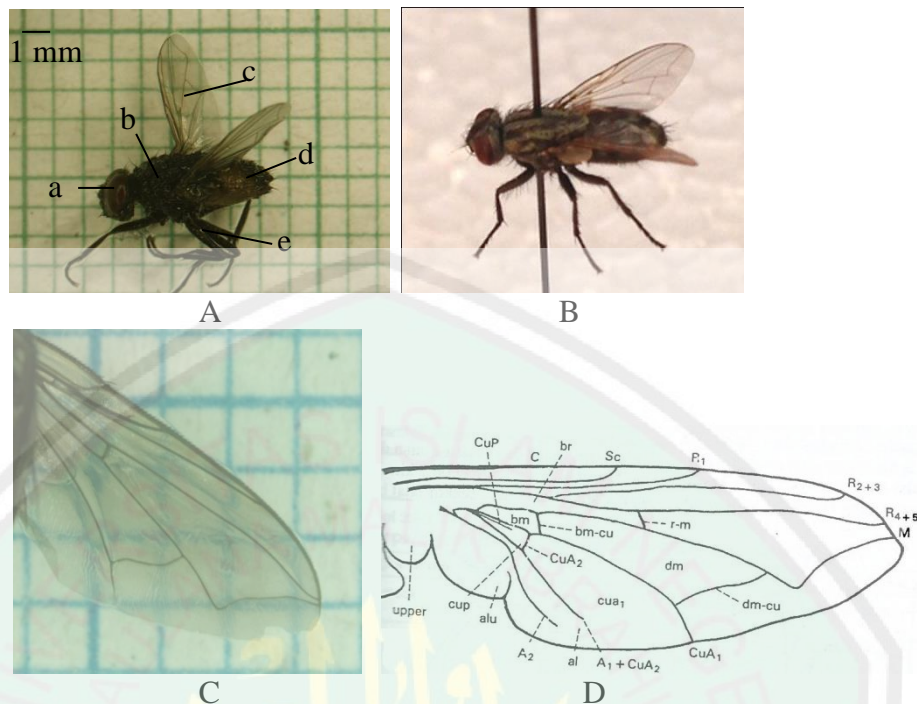 1 mm
c
b
d
a
e
A
B
CuP
br
C
Sc
P.1
R2+3
R4+5
M
bm
bm-cu
r-m
CuA2
dm
upper
cup
alu
cua1
dm-cu
A2
al
A1 + CuA2
CuA1
C
D